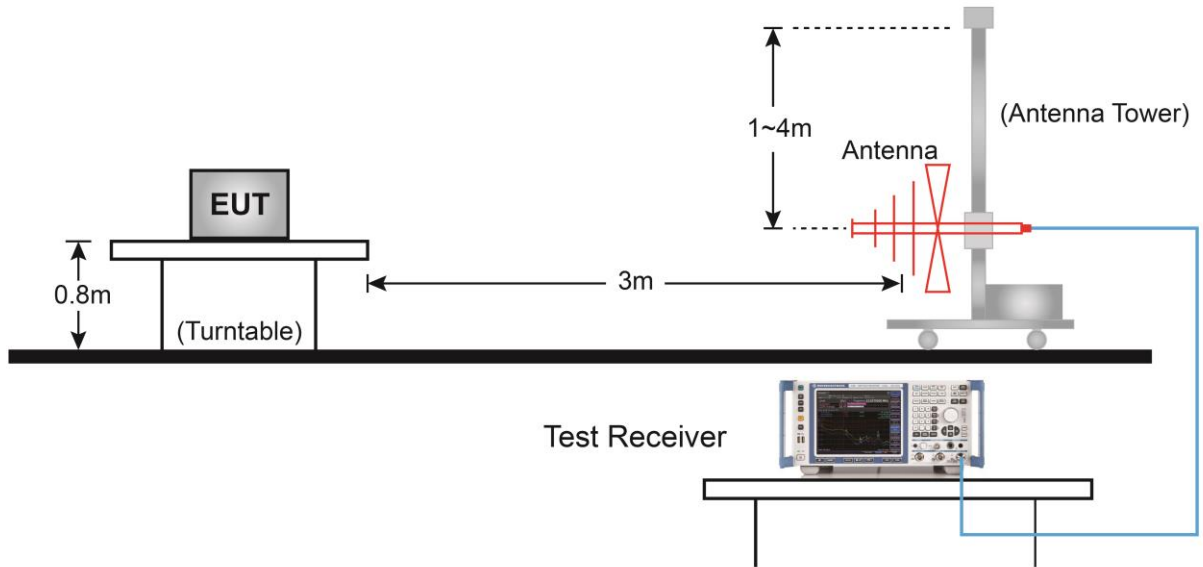 1~4m
(Antenna Tower)
Antenna
EUT
3m
0.8m
(Turntable)
Test Receiver